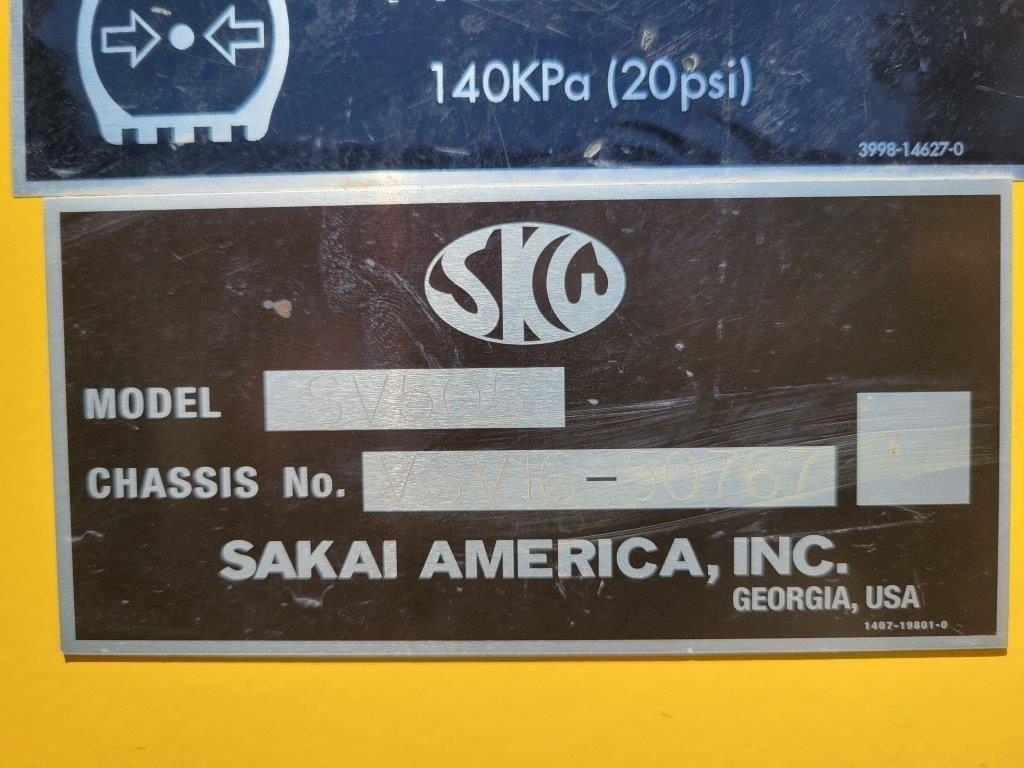 140KPa (20psi)
3998-14627-0
SKW
MODEL SV505
CHASSIS No. VSV16-50767
SAKAI AMERICA, INC.
GEORGIA, USA
1407-19801-0